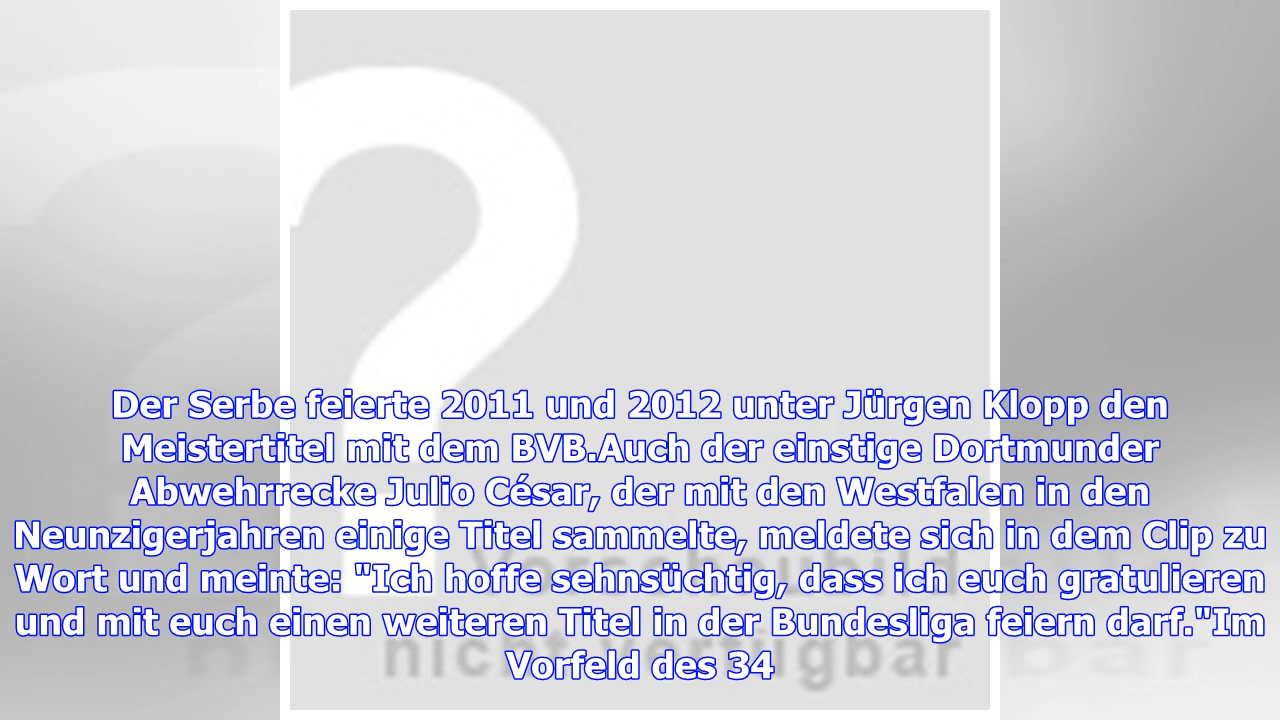 Der Serbe feierte 2011 und 2012 unter Jürgen Klopp den
Meistertitel mit dem BVB.Auch der einstige Dortmunder
Abwehrrecke Julio César, der mit den Westfalen in den
Neunzigerjahren einige Titel sammelte, meldete sich in dem Clip zu
Wort und meinte: "Ich hoffe sehnsüchtig, dass ich euch gratulieren
und mit euch einen weiteren Titel in der Bundesliga feiern darf."Im
Vorfeld des 34
Vorschaubild
nicht verfügbar